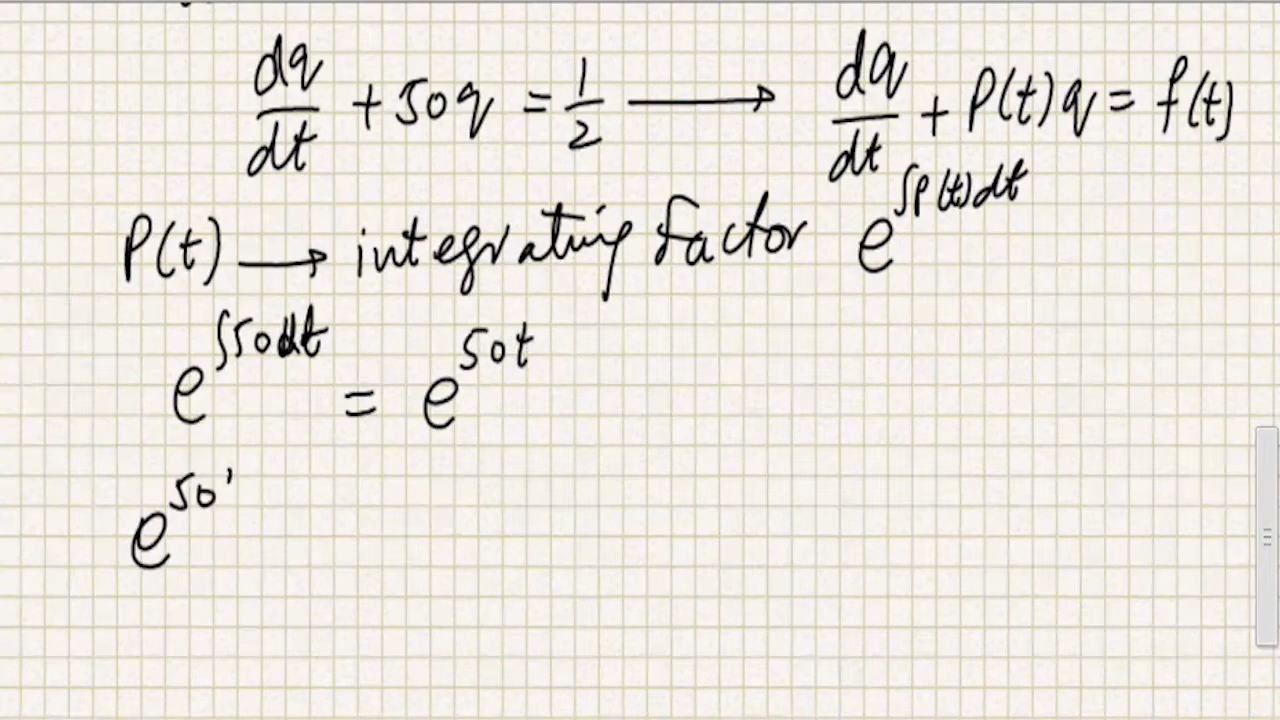 dq/dt + 50q = 1/2 ⟶ dq/dt + P(t)q = f(t)
P(t) ⟶ integrating factor e^∫P(t)dt
e^∫50dt = e^50t
e^50'